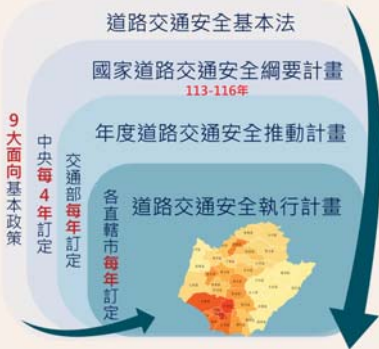 道路交通安全基本法
國家道路交通安全綱要計畫
113-116年
年度道路交通安全推動計畫
道路交通安全執行計畫
9大面向基本政策
中央每4年訂定
交通部每年訂定
各直轄市每年訂定